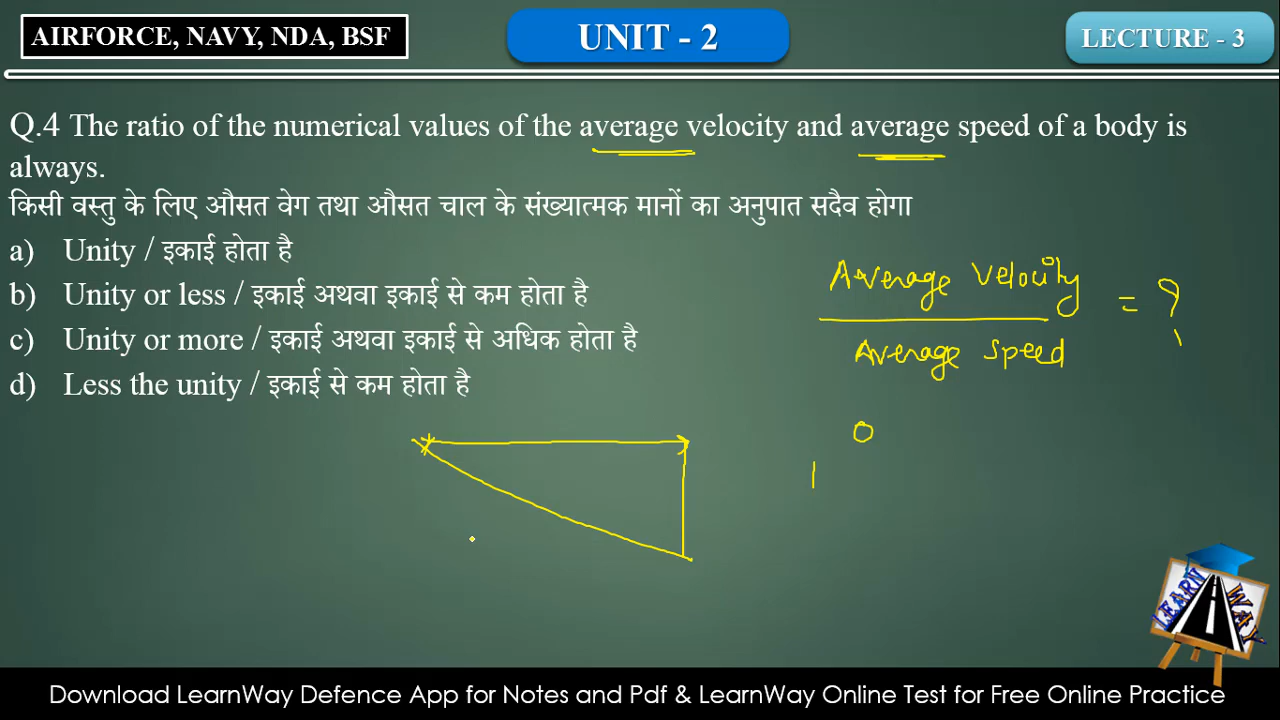 AIRFORCE, NAVY, NDA, BSF
UNIT - 2
LECTURE - 3
Q.4 The ratio of the numerical values of the average velocity and average speed of a body is
always.
किसी वस्तु के लिए औसत वेग तथा औसत चाल के संख्यात्मक मानों का अनुपात सदैव होगा
a) Unity / इकाई होता है
b) Unity or less / इकाई अथवा इकाई से कम होता है
c) Unity or more / इकाई अथवा इकाई से अधिक होता है
d) Less the unity / इकाई से कम होता है
Average Velocity
= ?
Average Speed
0
1
LEARN WAY
Download LearnWay Defence App for Notes and Pdf & LearnWay Online Test for Free Online Practice